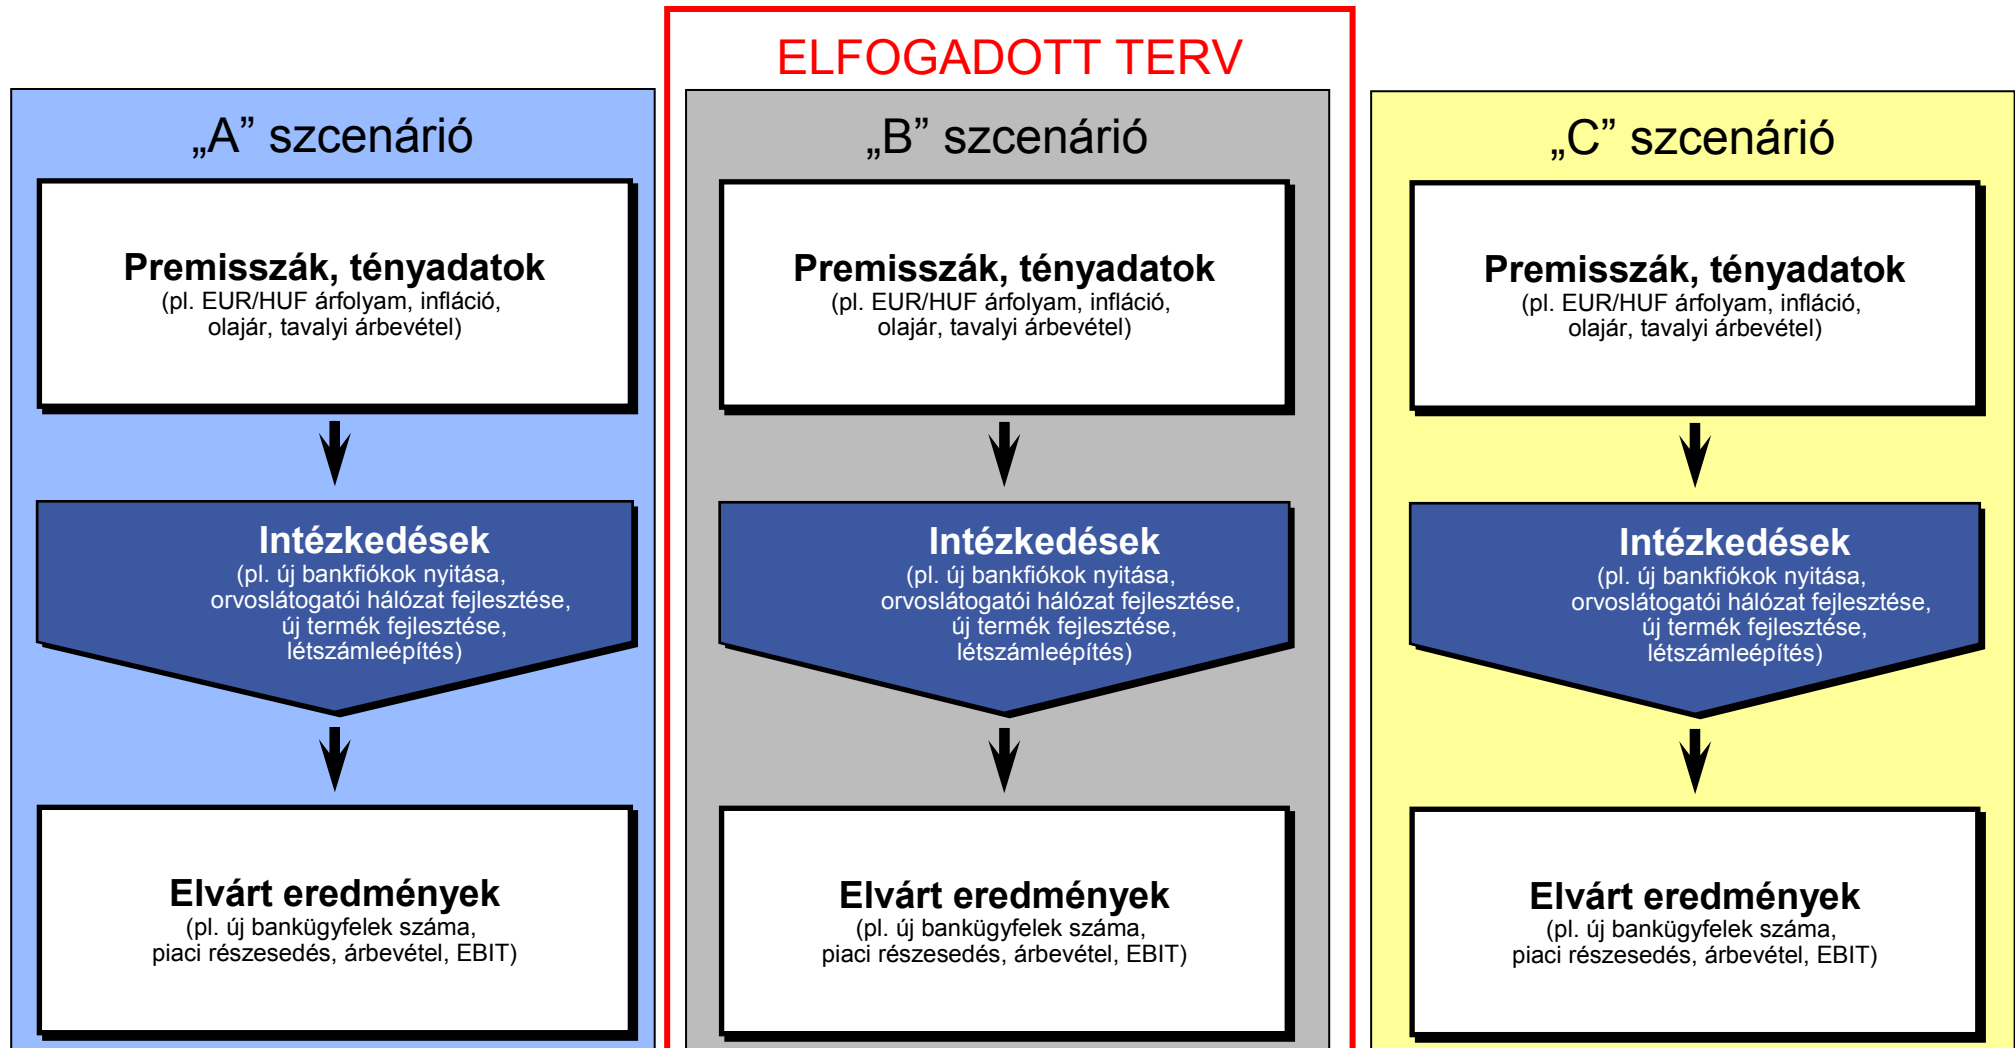 ELFOGADOTT TERV
„A” szcenárió
Premisszák, tényadatok
(pl. EUR/HUF árfolyam, infláció,
olajár, tavalyi árbevétel)
Intézkedések
(pl. új bankfiókok nyitása,
orvoslátogatói hálózat fejlesztése,
új termék fejlesztése,
létszámleépítés)
Elvárt eredmények
(pl. új bankügyfelek száma,
piaci részesedés, árbevétel, EBIT)
„B” szcenárió
Premisszák, tényadatok
(pl. EUR/HUF árfolyam, infláció,
olajár, tavalyi árbevétel)
Intézkedések
(pl. új bankfiókok nyitása,
orvoslátogatói hálózat fejlesztése,
új termék fejlesztése,
létszámleépítés)
Elvárt eredmények
(pl. új bankügyfelek száma,
piaci részesedés, árbevétel, EBIT)
„C” szcenárió
Premisszák, tényadatok
(pl. EUR/HUF árfolyam, infláció,
olajár, tavalyi árbevétel)
Intézkedések
(pl. új bankfiókok nyitása,
orvoslátogatói hálózat fejlesztése,
új termék fejlesztése,
létszámleépítés)
Elvárt eredmények
(pl. új bankügyfelek száma,
piaci részesedés, árbevétel, EBIT)